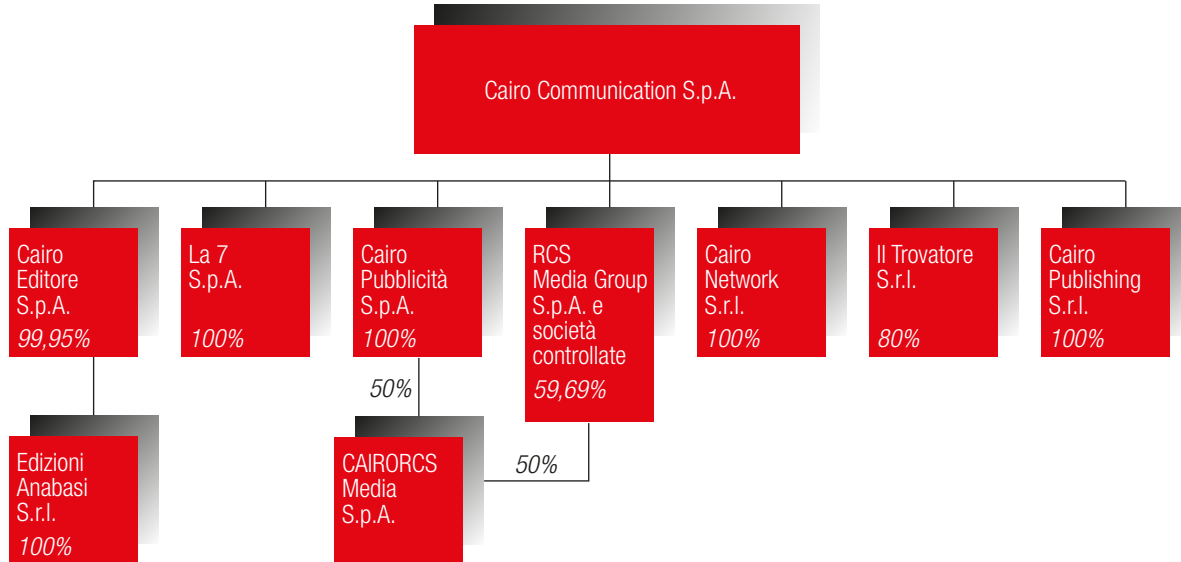 Cairo Communication S.p.A.
Cairo
Editore
S.p.A.
99,95%
La 7
S.p.A.
100%
Cairo
Pubblicità
S.p.A.
100%
RCS
Media Group
S.p.A. e
società
controllate
59,69%
Cairo
Network
S.r.l.
100%
Il Trovatore
S.r.l.
80%
Cairo
Publishing
S.r.l.
100%
50%
50%
Edizioni
Anabasi
S.r.l.
100%
CAIRORCS
Media
S.p.A.